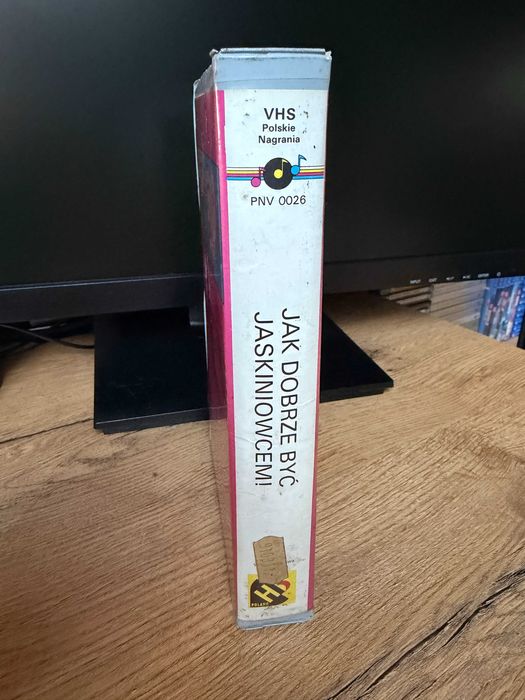 VHS
Polskie
Nagrania
PNV 0026
JAK DOBRZE BYĆ
JASKINIOWCEM!